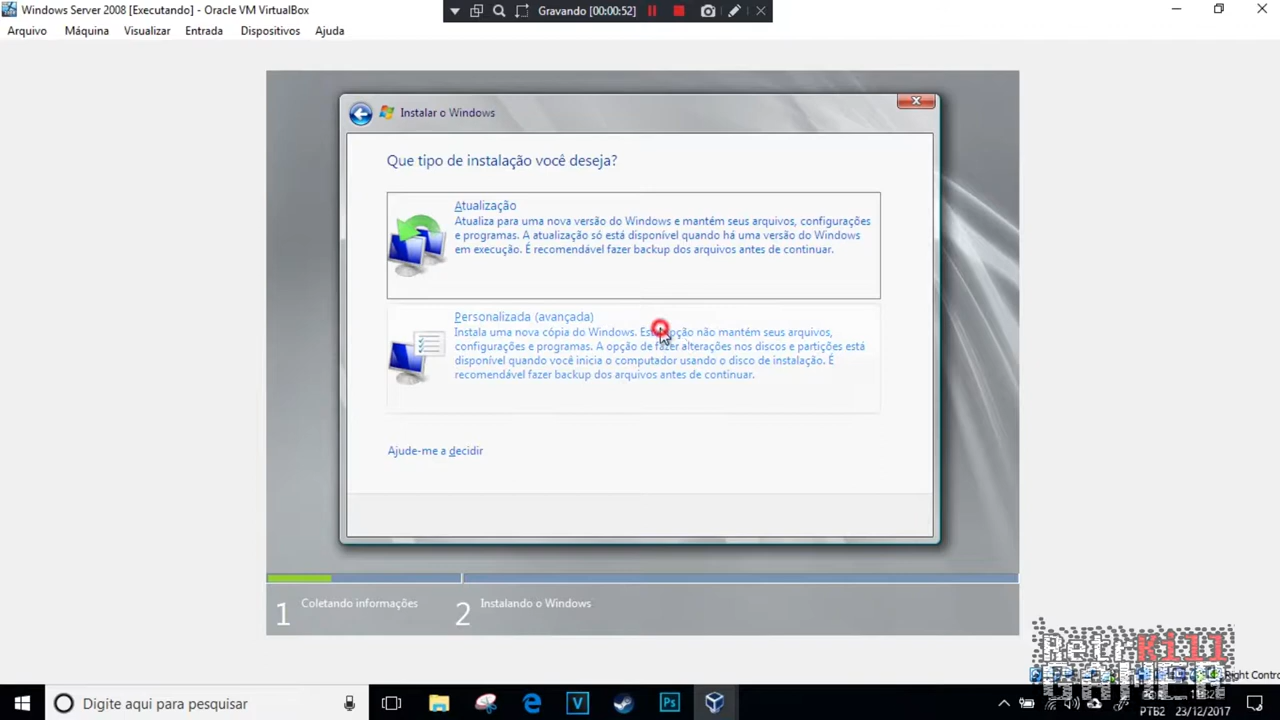 Windows Server 2008 [Executando] - Oracle VM VirtualBox
Gravando [00:00:52]
Arquivo Máquina Visualizar Entrada Dispositivos Ajuda
Instalar o Windows
Que tipo de instalação você deseja?
Atualização
Atualiza para uma nova versão do Windows e mantém seus arquivos, configurações
e programas. A atualização só está disponível quando há uma versão do Windows
em execução. É recomendável fazer backup dos arquivos antes de continuar.
Personalizada (avançada)
Instala uma nova cópia do Windows. Esta opção não mantém seus arquivos,
configurações e programas. A opção de fazer alterações nos discos e partições está
disponível quando você inicia o computador usando o disco de instalação. É
recomendável fazer backup dos arquivos antes de continuar.
Ajude-me a decidir
1 Coletando informações 2 Instalando o Windows
Retrokill
GAMER
Right Contro
Digite aqui para pesquisar
V
Ps
PTB2 23/12/2017